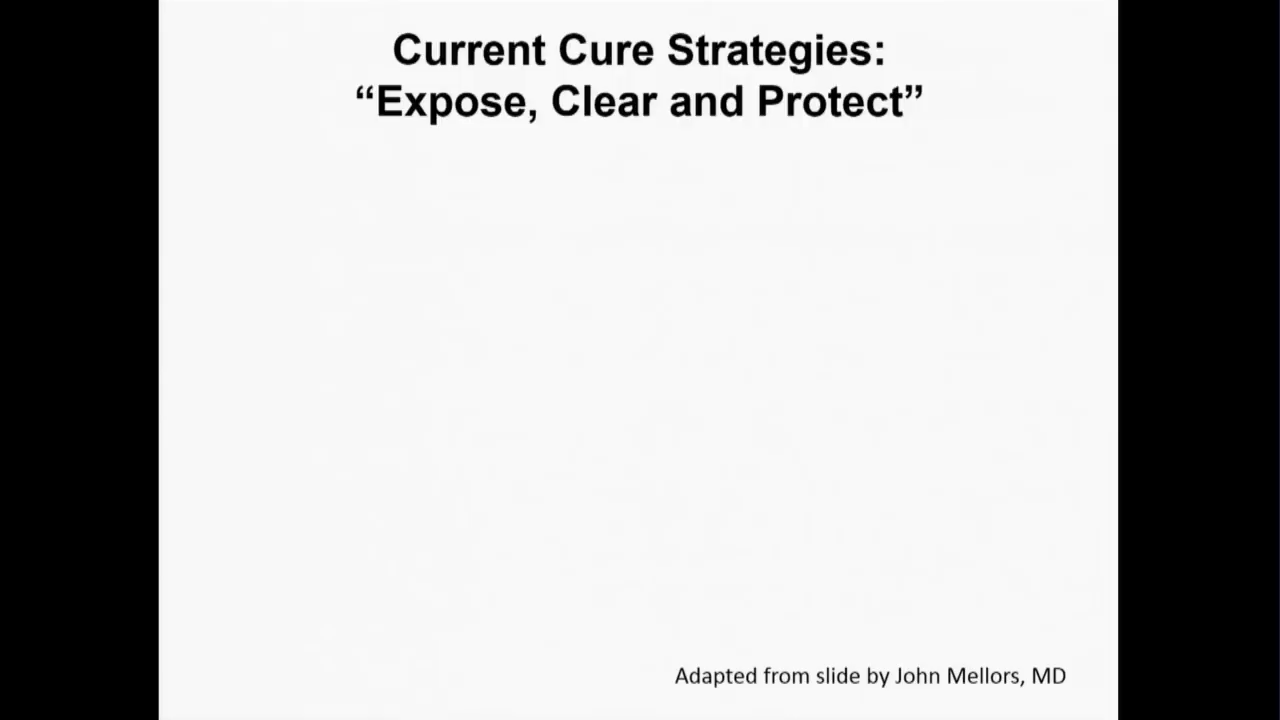 Current Cure Strategies:
“Expose, Clear and Protect”
Adapted from slide by John Mellors, MD